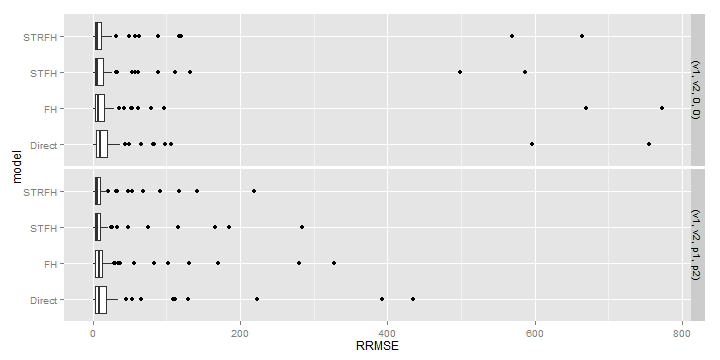 model
STRFH
STFH
FH
Direct
(v1, v2, 0, 0)
STRFH
STFH
FH
Direct
(v1, v2, p1, p2)
0 200 400 600 800
RRMSE